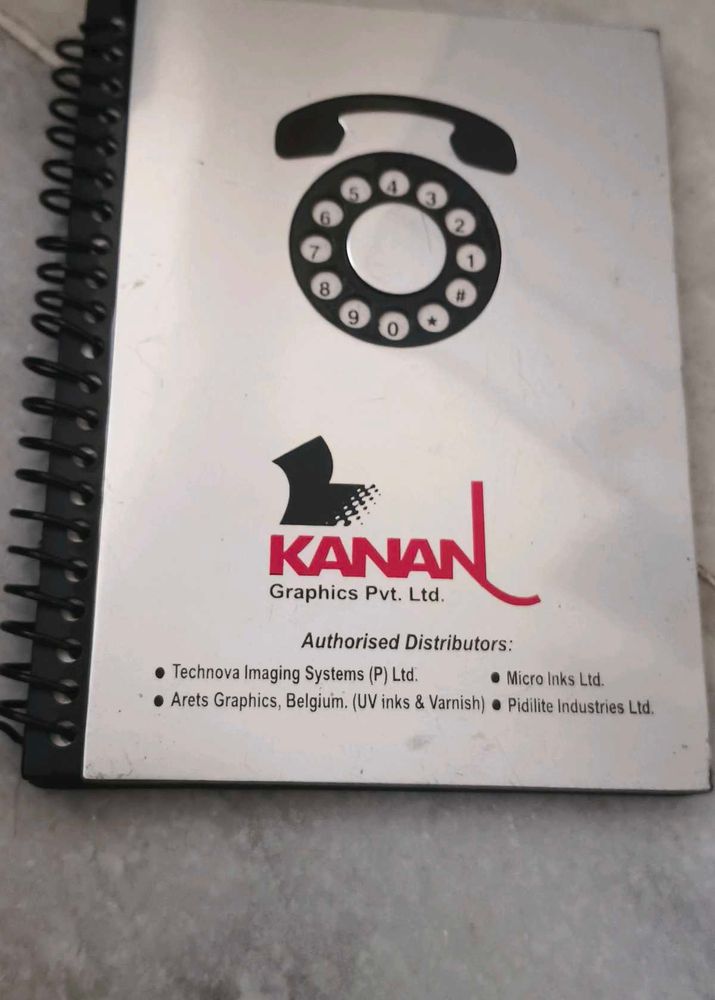 4
5 3
6 2
7 1
8 #
9 *
0
KANAN
Graphics Pvt. Ltd.
Authorised Distributors:
● Technova Imaging Systems (P) Ltd. ● Micro Inks Ltd.
● Arets Graphics, Belgium. (UV inks & Varnish) ● Pidilite Industries Ltd.